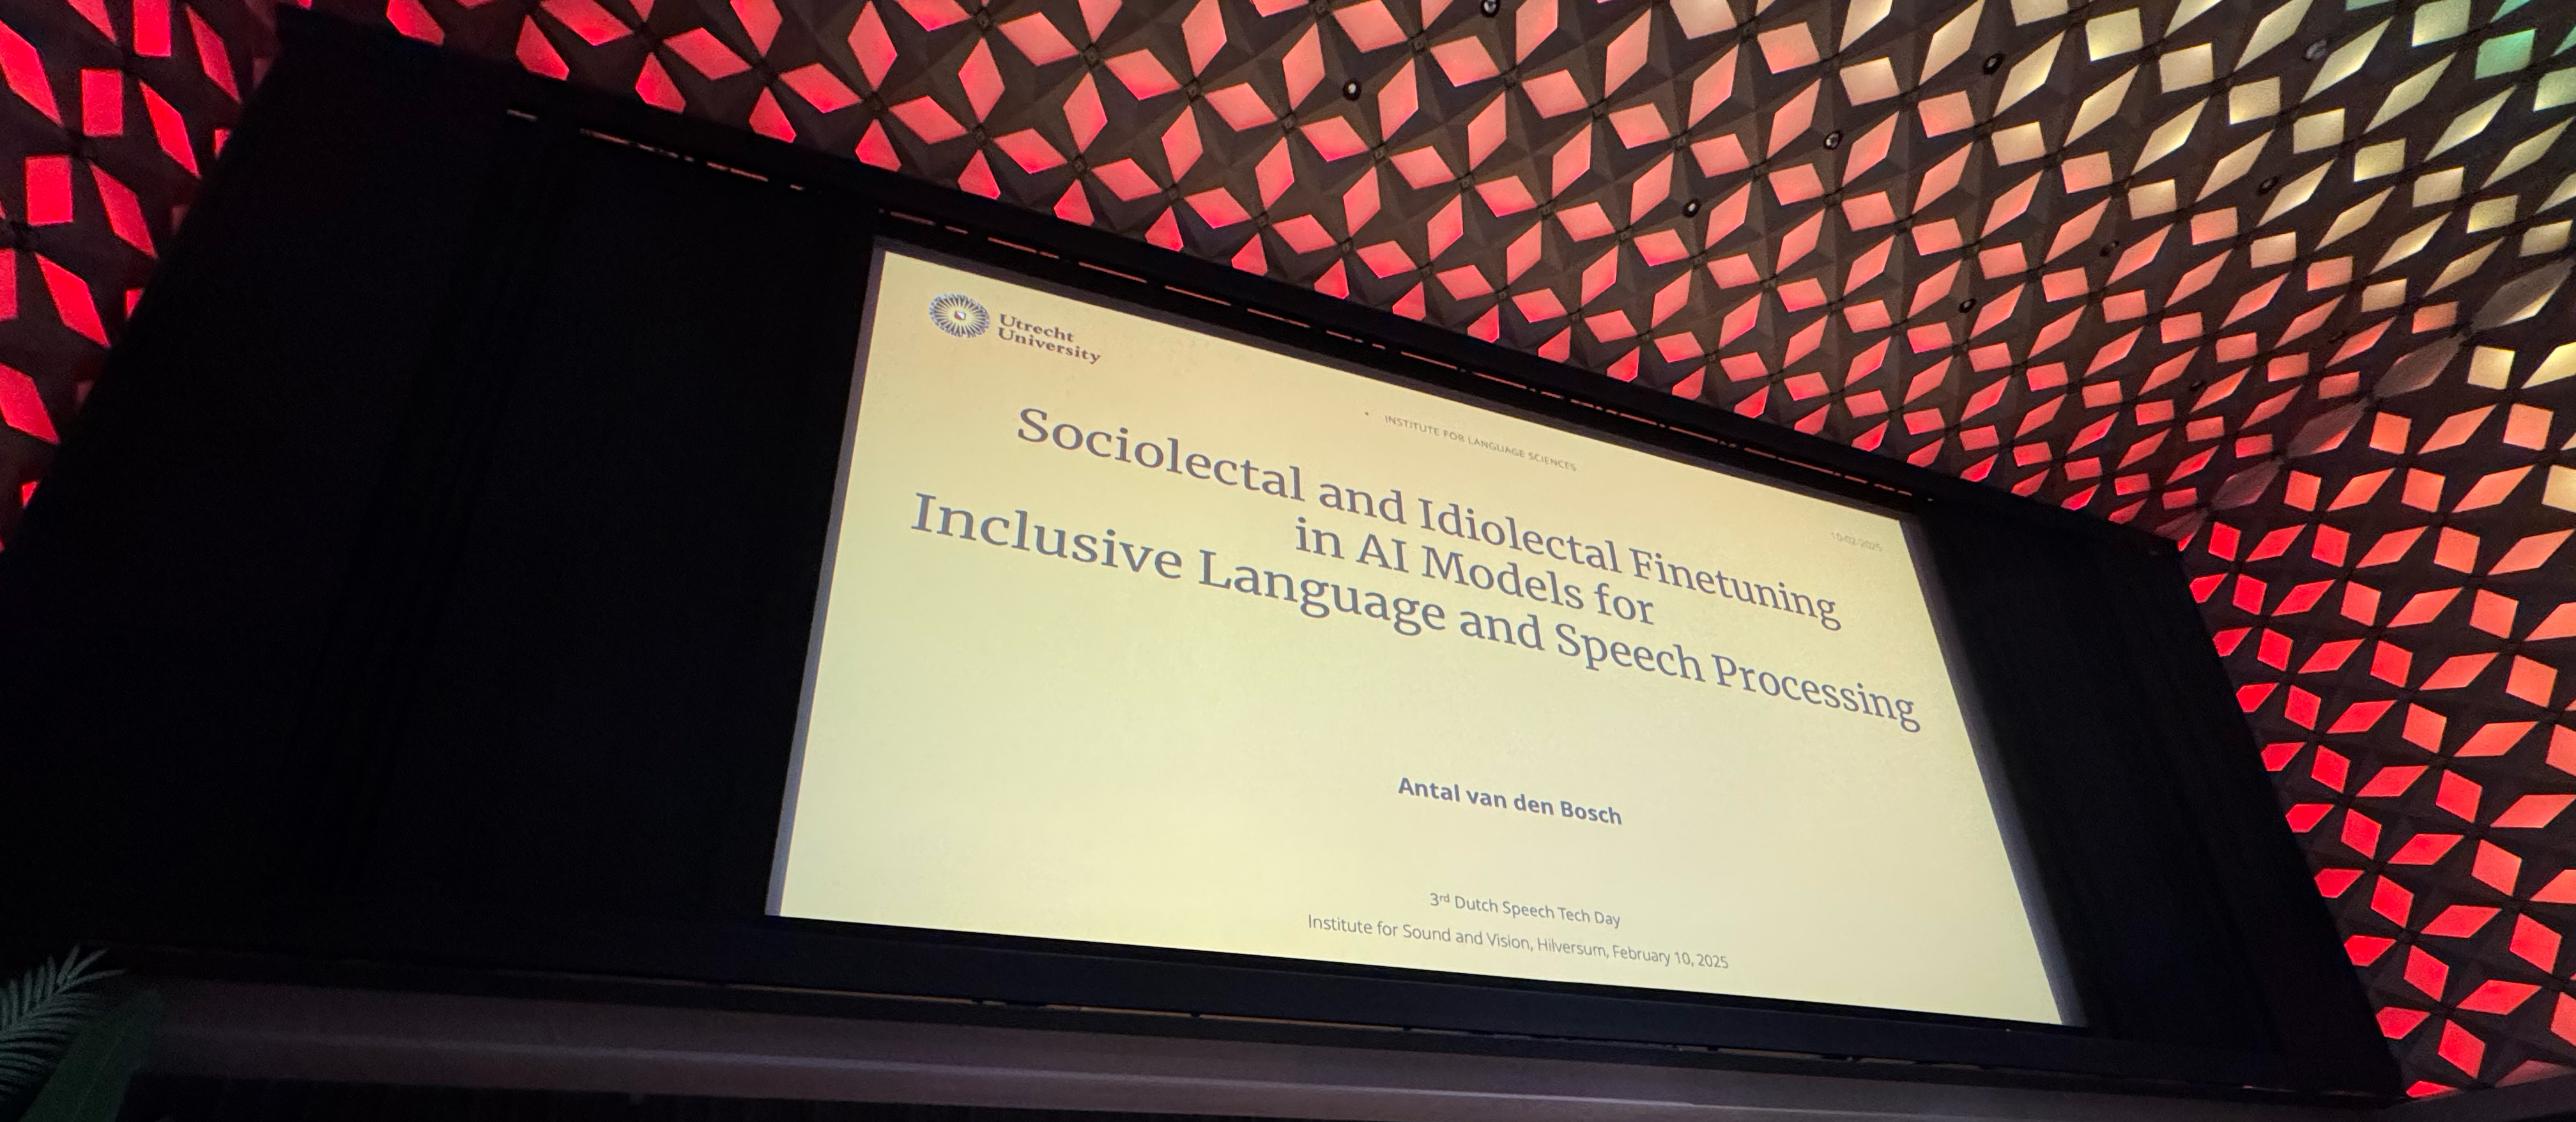 Utrecht
University
INSTITUTE FOR LANGUAGE SCIENCES
10/02/2025
Sociolectal and Idiolectal Finetuning
in AI Models for
Inclusive Language and Speech Processing
Antal van den Bosch
3rd Dutch Speech Tech Day
Institute for Sound and Vision, Hilversum, February 10, 2025